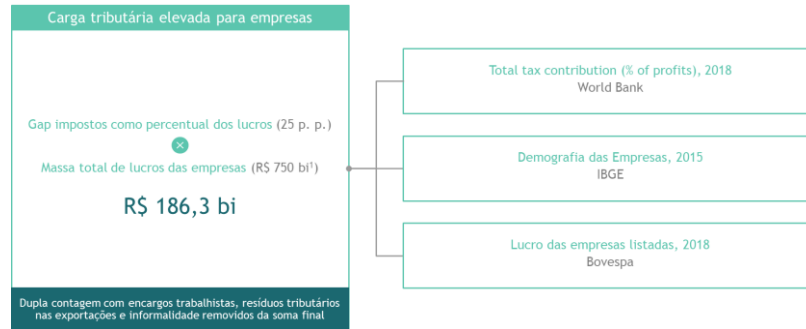 Carga tributária elevada para empresas
Gap impostos como percentual dos lucros (25 p. p.)
Massa total de lucros das empresas (R$ 750 bi¹)
R$ 186,3 bi
Dupla contagem com encargos trabalhistas, resíduos tributários
nas exportações e informalidade removidos da soma final
Total tax contribution (% of profits), 2018
World Bank
Demografia das Empresas, 2015
IBGE
Lucro das empresas listadas, 2018
Bovespa